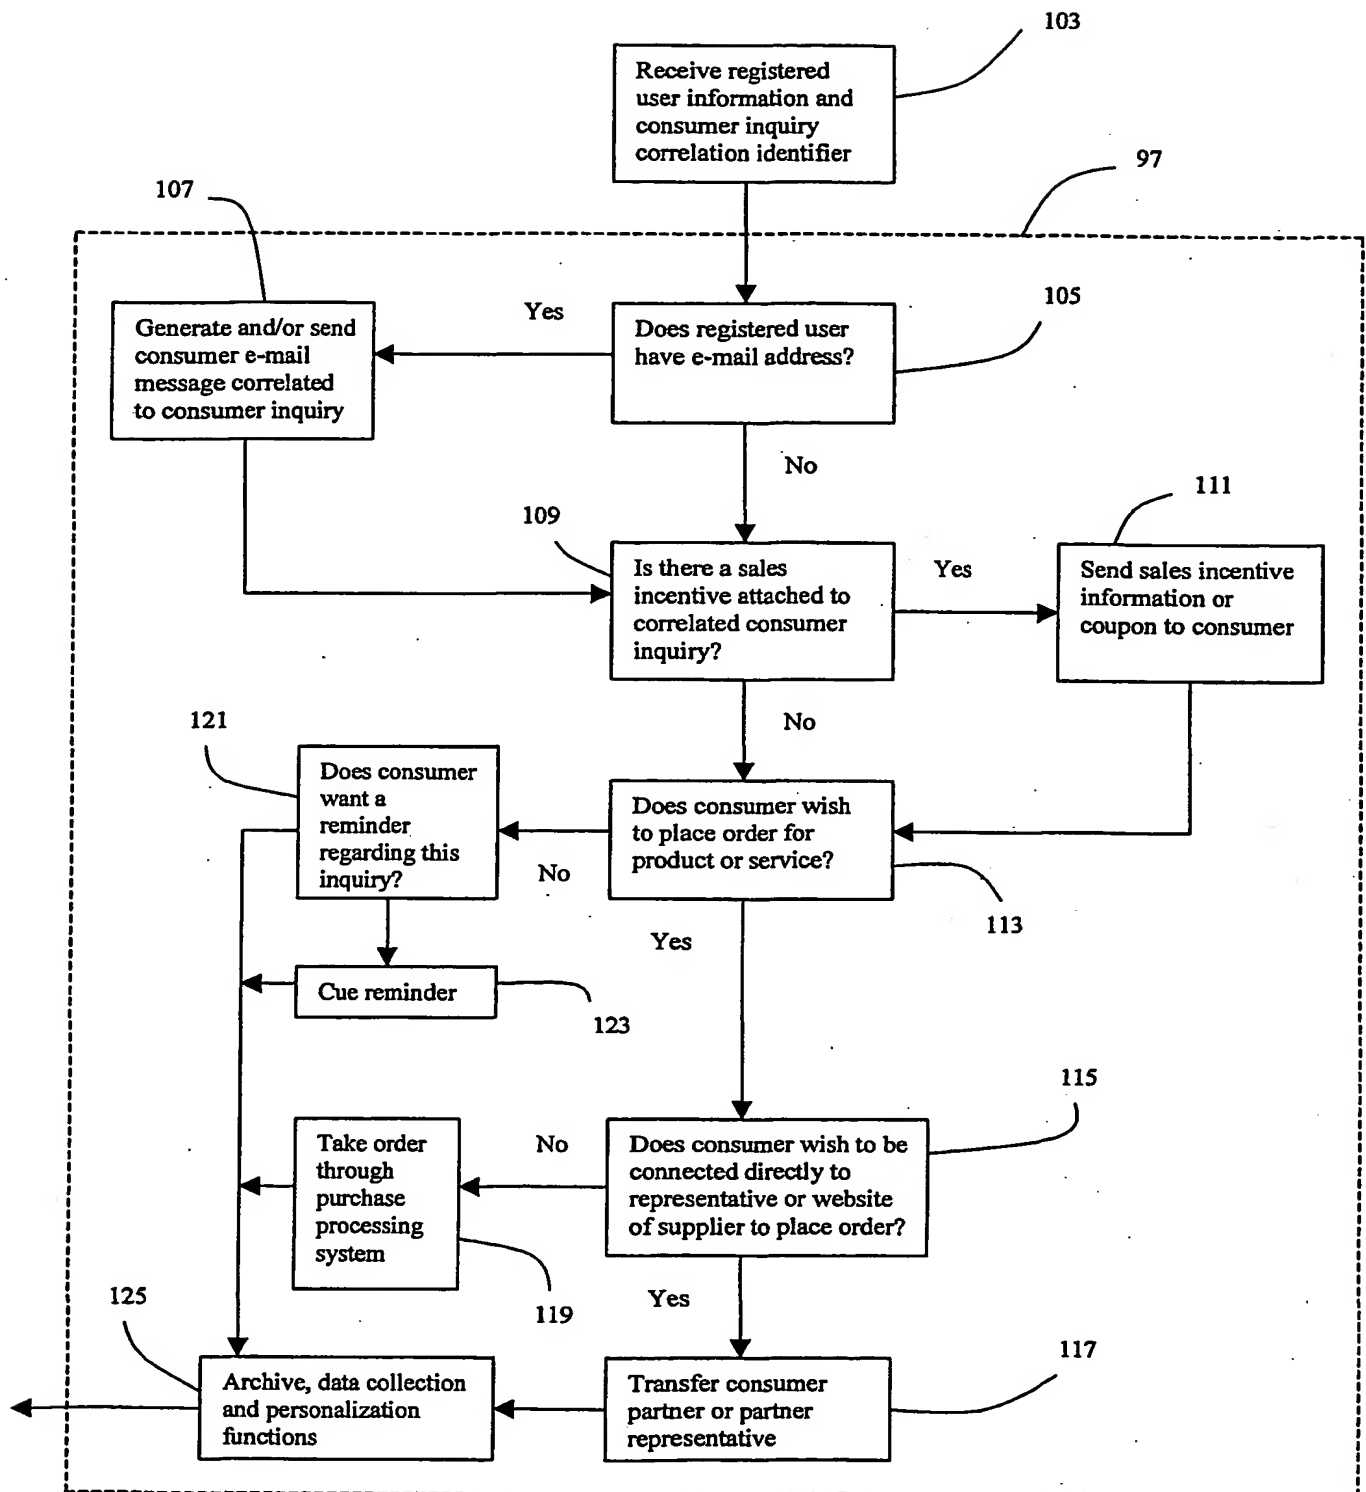 103
Receive registered
user information and
consumer inquiry
correlation identifier
97
107
105
Yes
Generate and/or send
consumer e-mail
message correlated
to consumer inquiry
Does registered user
have e-mail address?
No
111
109
Is there a sales
incentive attached to
correlated consumer
inquiry?
Yes
Send sales incentive
information or
coupon to consumer
121
No
Does consumer
want a
reminder
regarding this
inquiry?
Does consumer wish
to place order for
product or service?
No
113
Yes
Cue reminder
123
115
Take order
through
purchase
processing
system
No
Does consumer wish to be
connected directly to
representative or website
of supplier to place order?
125
119
Yes
117
Archive, data collection
and personalization
functions
Transfer consumer
partner or partner
representative